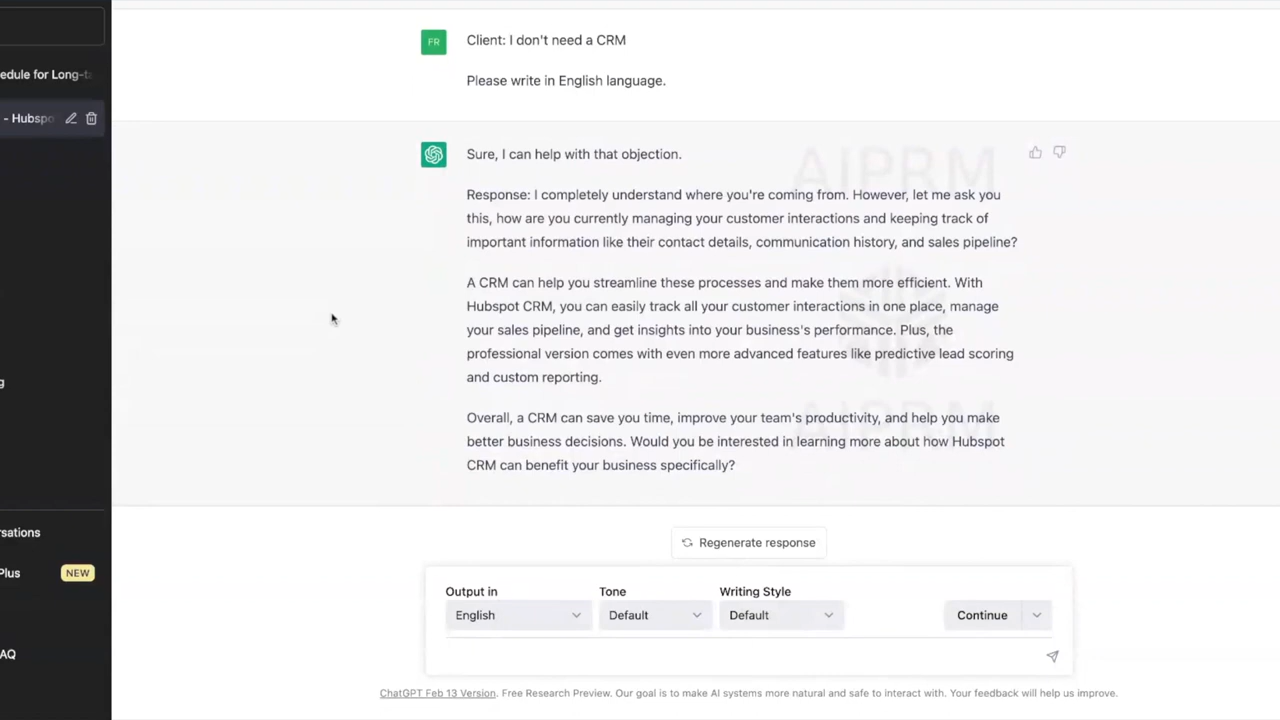 edule for Long-ta
- Hubspo
g
rsations
Plus
NEW
AQ
FR
Client: I don't need a CRM
Please write in English language.
Sure, I can help with that objection.
AIPRM
Response: I completely understand where you're coming from. However, let me ask you
this, how are you currently managing your customer interactions and keeping track of
important information like their contact details, communication history, and sales pipeline?
A CRM can help you streamline these processes and make them more efficient. With
Hubspot CRM, you can easily track all your customer interactions in one place, manage
your sales pipeline, and get insights into your business's performance. Plus, the
professional version comes with even more advanced features like predictive lead scoring
and custom reporting.
AIPRM
Overall, a CRM can save you time, improve your team's productivity, and help you make
better business decisions. Would you be interested in learning more about how Hubspot
CRM can benefit your business specifically?
Regenerate response
Output in
Tone
Writing Style
English
Default
Default
Continue
ChatGPT Feb 13 Version. Free Research Preview. Our goal is to make AI systems more natural and safe to interact with. Your feedback will help us improve.